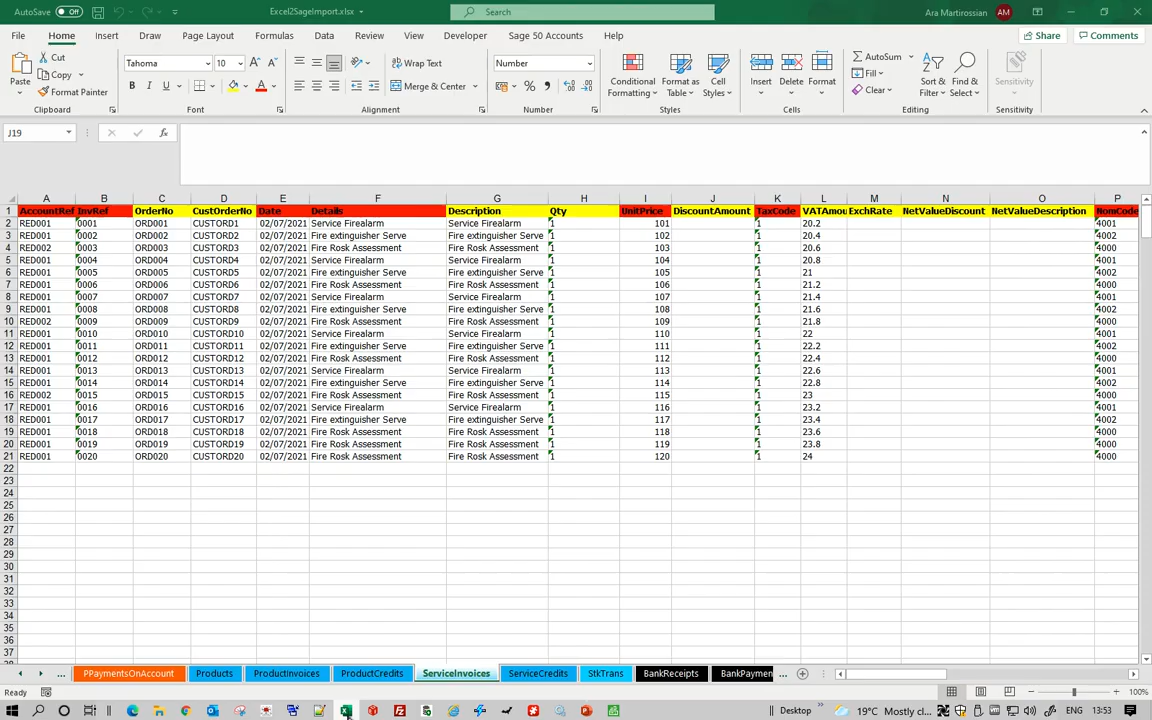 AutoSave Off Excel2SageImport.xlsx Search Ara Martirossian AM
File Home Insert Draw Page Layout Formulas Data Review View Developer Sage 50 Accounts Help Share Comments
Paste Cut Tahoma 10 Wrap Text Number Conditional Format as Cell Insert Delete Format AutoSum Sort & Find & Sensitivity
Copy Formatting Table Styles Fill Filter Select
Format Painter B I U Merge & Center % Clear
Clipboard Font Alignment Number Styles Cells Editing Sensitivity
J19 fx
A B C D E F G H I J K L M N O P
1 AccountRef InvRef OrderNo CustOrderNo Date Details Description Qty UnitPrice DiscountAmount TaxCode VATAmou ExchRate NetValueDiscount NetValueDescription NomCode
2 RED001 0001 ORD001 CUSTORD1 02/07/2021 Service Firealarm Service Firealarm 1 101 1 20.2 4001
3 RED001 0002 ORD002 CUSTORD2 02/07/2021 Fire extinguisher Serve Fire extinguisher Serve 1 102 1 20.4 4002
4 RED002 0003 ORD003 CUSTORD3 02/07/2021 Fire Rosk Assessment Fire Rosk Assessment 1 103 1 20.6 4000
5 RED001 0004 ORD004 CUSTORD4 02/07/2021 Service Firealarm Service Firealarm 1 104 1 20.8 4001
6 RED001 0005 ORD005 CUSTORD5 02/07/2021 Fire extinguisher Serve Fire extinguisher Serve 1 105 1 21 4002
7 RED001 0006 ORD006 CUSTORD6 02/07/2021 Fire Rosk Assessment Fire Rosk Assessment 1 106 1 21.2 4000
8 RED001 0007 ORD007 CUSTORD7 02/07/2021 Service Firealarm Service Firealarm 1 107 1 21.4 4001
9 RED001 0008 ORD008 CUSTORD8 02/07/2021 Fire extinguisher Serve Fire extinguisher Serve 1 108 1 21.6 4002
10 RED002 0009 ORD009 CUSTORD9 02/07/2021 Fire Rosk Assessment Fire Rosk Assessment 1 109 1 21.8 4000
11 RED001 0010 ORD010 CUSTORD10 02/07/2021 Service Firealarm Service Firealarm 1 110 1 22 4001
12 RED001 0011 ORD011 CUSTORD11 02/07/2021 Fire extinguisher Serve Fire extinguisher Serve 1 111 1 22.2 4002
13 RED001 0012 ORD012 CUSTORD12 02/07/2021 Fire Rosk Assessment Fire Rosk Assessment 1 112 1 22.4 4000
14 RED001 0013 ORD013 CUSTORD13 02/07/2021 Service Firealarm Service Firealarm 1 113 1 22.6 4001
15 RED001 0014 ORD014 CUSTORD14 02/07/2021 Fire extinguisher Serve Fire extinguisher Serve 1 114 1 22.8 4002
16 RED002 0015 ORD015 CUSTORD15 02/07/2021 Fire Rosk Assessment Fire Rosk Assessment 1 115 1 23 4000
17 RED001 0016 ORD016 CUSTORD16 02/07/2021 Service Firealarm Service Firealarm 1 116 1 23.2 4001
18 RED001 0017 ORD017 CUSTORD17 02/07/2021 Fire extinguisher Serve Fire extinguisher Serve 1 117 1 23.4 4002
19 RED001 0018 ORD018 CUSTORD18 02/07/2021 Fire Rosk Assessment Fire Rosk Assessment 1 118 1 23.6 4000
20 RED001 0019 ORD019 CUSTORD19 02/07/2021 Fire Rosk Assessment Fire Rosk Assessment 1 119 1 23.8 4000
21 RED001 0020 ORD020 CUSTORD20 02/07/2021 Fire Rosk Assessment Fire Rosk Assessment 1 120 1 24 4000
22
23
24
25
26
27
28
29
30
31
32
33
34
35
36
37
... PPaymentsOnAccount Products ProductInvoices ProductCredits ServiceInvoices ServiceCredits StkTrans BankReceipts BankPaymen ...
Ready 100%
Desktop 19°C Mostly cl... ENG 13:53